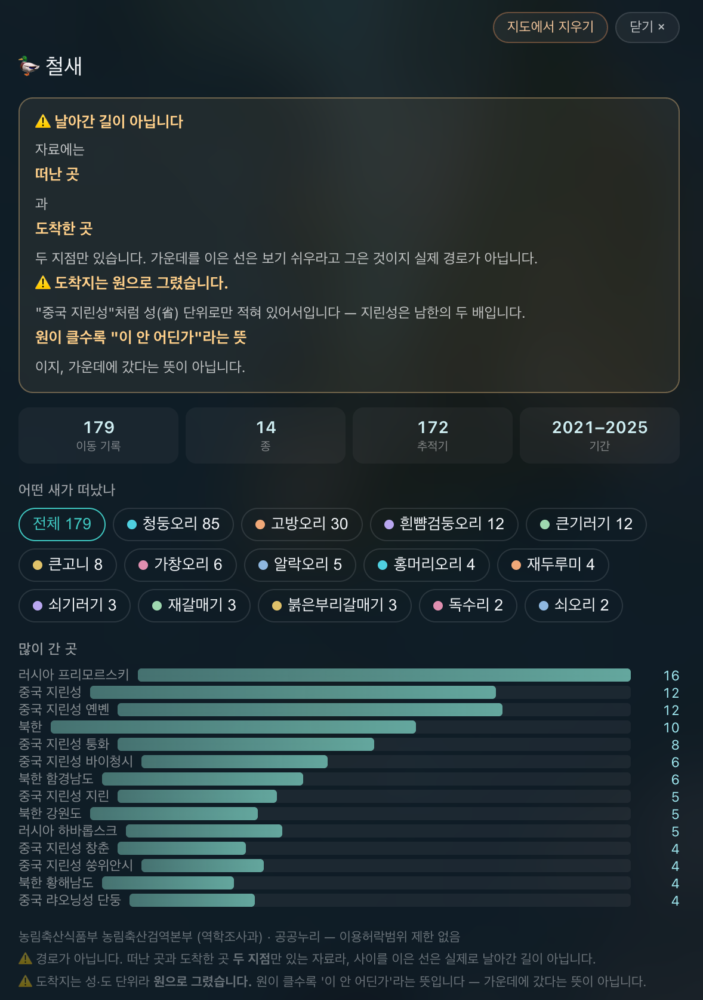 지도에서 지우기
닫기 ×
철새
⚠ 날아간 길이 아닙니다
자료에는
떠난 곳
과
도착한 곳
두 지점만 있습니다. 가운데를 이은 선은 보기 쉬우라고 그은 것이지 실제 경로가 아닙니다.
⚠ 도착지는 원으로 그렸습니다.
"중국 지린성"처럼 성(省) 단위로만 적혀 있어서입니다 — 지린성은 남한의 두 배입니다.
원이 클수록 "이 안 어딘가"라는 뜻
이지, 가운데에 갔다는 뜻이 아닙니다.
179 14 172 2021–2025
이동 기록 종 추적기 기간
어떤 새가 떠났나
전체 179 청둥오리 85 고방오리 30 흰뺨검둥오리 12 큰기러기 12
큰고니 8 가창오리 6 알락오리 5 홍머리오리 4 재두루미 4
쇠기러기 3 재갈매기 3 붉은부리갈매기 3 독수리 2 쇠오리 2
많이 간 곳
러시아 프리모르스키 16
중국 지린성 12
중국 지린성 옌볜 12
북한 10
중국 지린성 퉁화 8
중국 지린성 바이청시 6
북한 함경남도 6
중국 지린성 지린 5
북한 강원도 5
러시아 하바롭스크 5
중국 지린성 창춘 4
중국 지린성 쑹위안시 4
북한 황해남도 4
중국 랴오닝성 단둥 4
농림축산식품부 농림축산검역본부 (역학조사과) · 공공누리 — 이용허락범위 제한 없음
⚠ 경로가 아닙니다. 떠난 곳과 도착한 곳 두 지점만 있는 자료라, 사이를 이은 선은 실제로 날아간 길이 아닙니다.
⚠ 도착지는 성·도 단위라 원으로 그렸습니다. 원이 클수록 '이 안 어딘가'라는 뜻입니다 — 가운데에 갔다는 뜻이 아닙니다.